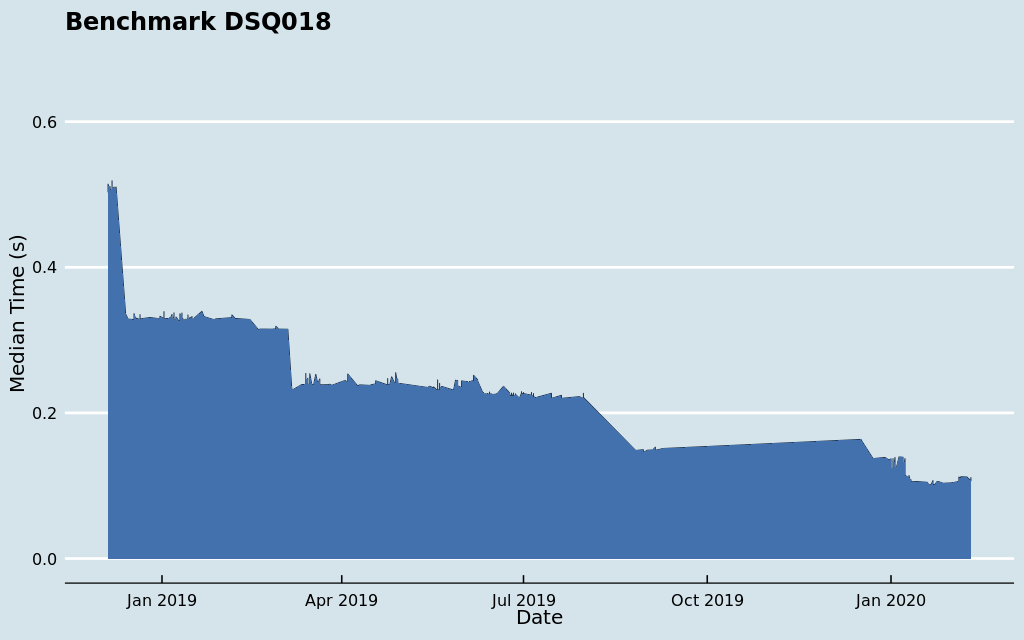 Benchmark DSQ018
0.6
0.4
0.2
0.0
Median Time (s)
Jan 2019
Apr 2019
Jul 2019
Oct 2019
Jan 2020
Date